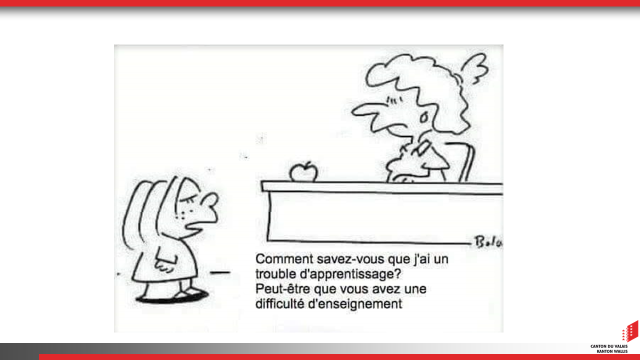 Comment savez-vous que j'ai un
trouble d'apprentissage?
Peut-être que vous avez une
difficulté d'enseignement
CANTON DU VALAIS
KANTON WALLIS